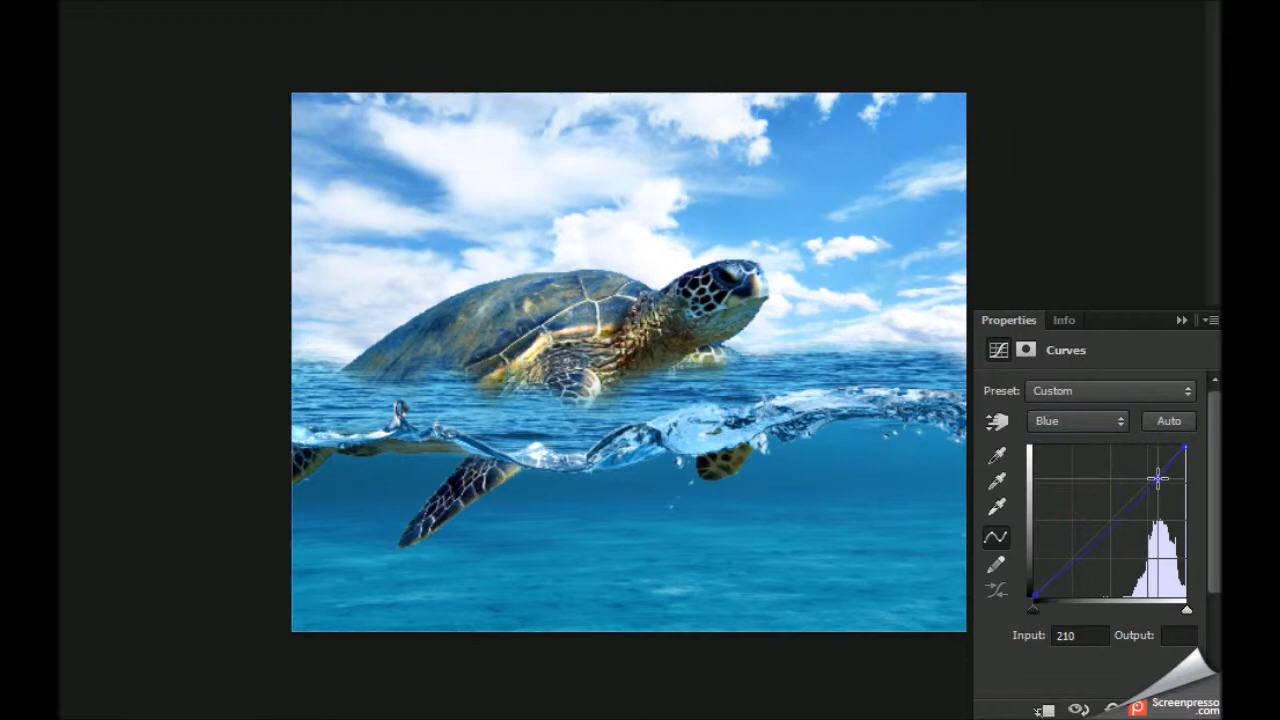 Properties
Info
Curves
Preset:
Custom
Blue
Auto
Input:
210
Output:
Screenpresso
.com